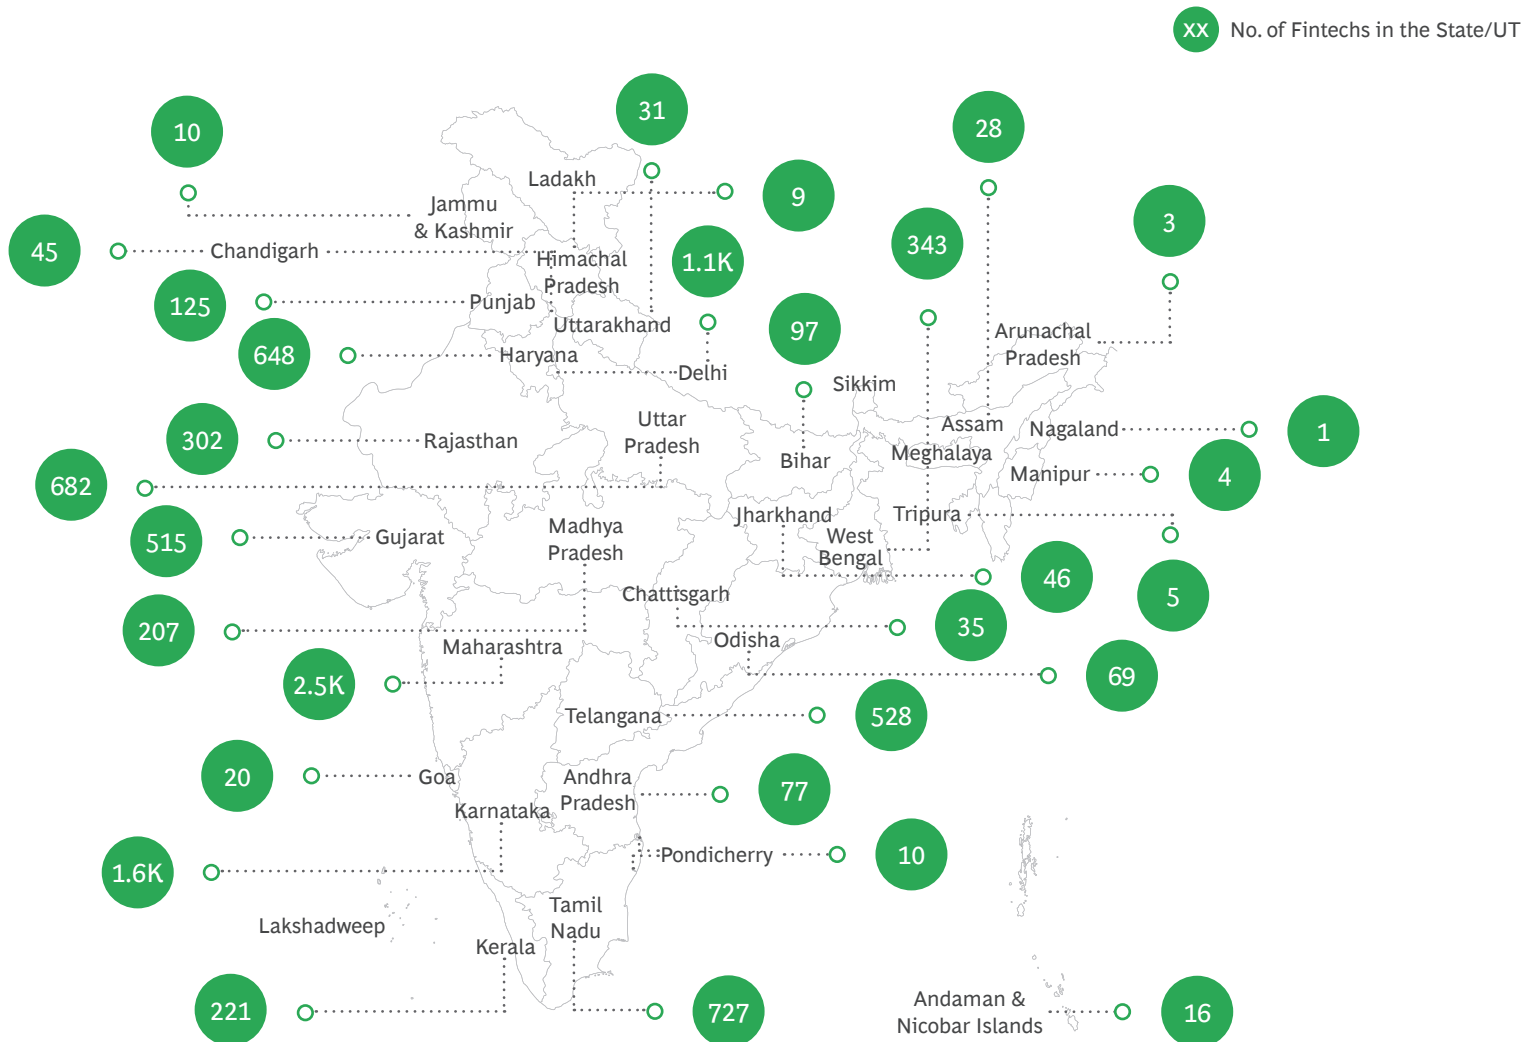 XX No. of Fintechs in the State/UT
31
10
28
Ladakh
9
3
Jammu
& Kashmir
343
45
Chandigarh
Himachal
Pradesh
1.1K
125
Punjab
Uttarakhand
97
Arunachal
Pradesh
648
Haryana
Delhi
Sikkim
302
Rajasthan
Uttar
Pradesh
Assam
Nagaland
1
Bihar
Meghalaya
Manipur
4
682
Jharkhand
Tripura
515
Gujarat
Madhya
Pradesh
West
Bengal
46
5
Chattisgarh
35
207
Maharashtra
Odisha
69
2.5K
Telangana
528
20
Goa
Andhra
Pradesh
77
Karnataka
Pondicherry
10
1.6K
Lakshadweep
Tamil
Nadu
Kerala
221
727
Andaman &
Nicobar Islands
16